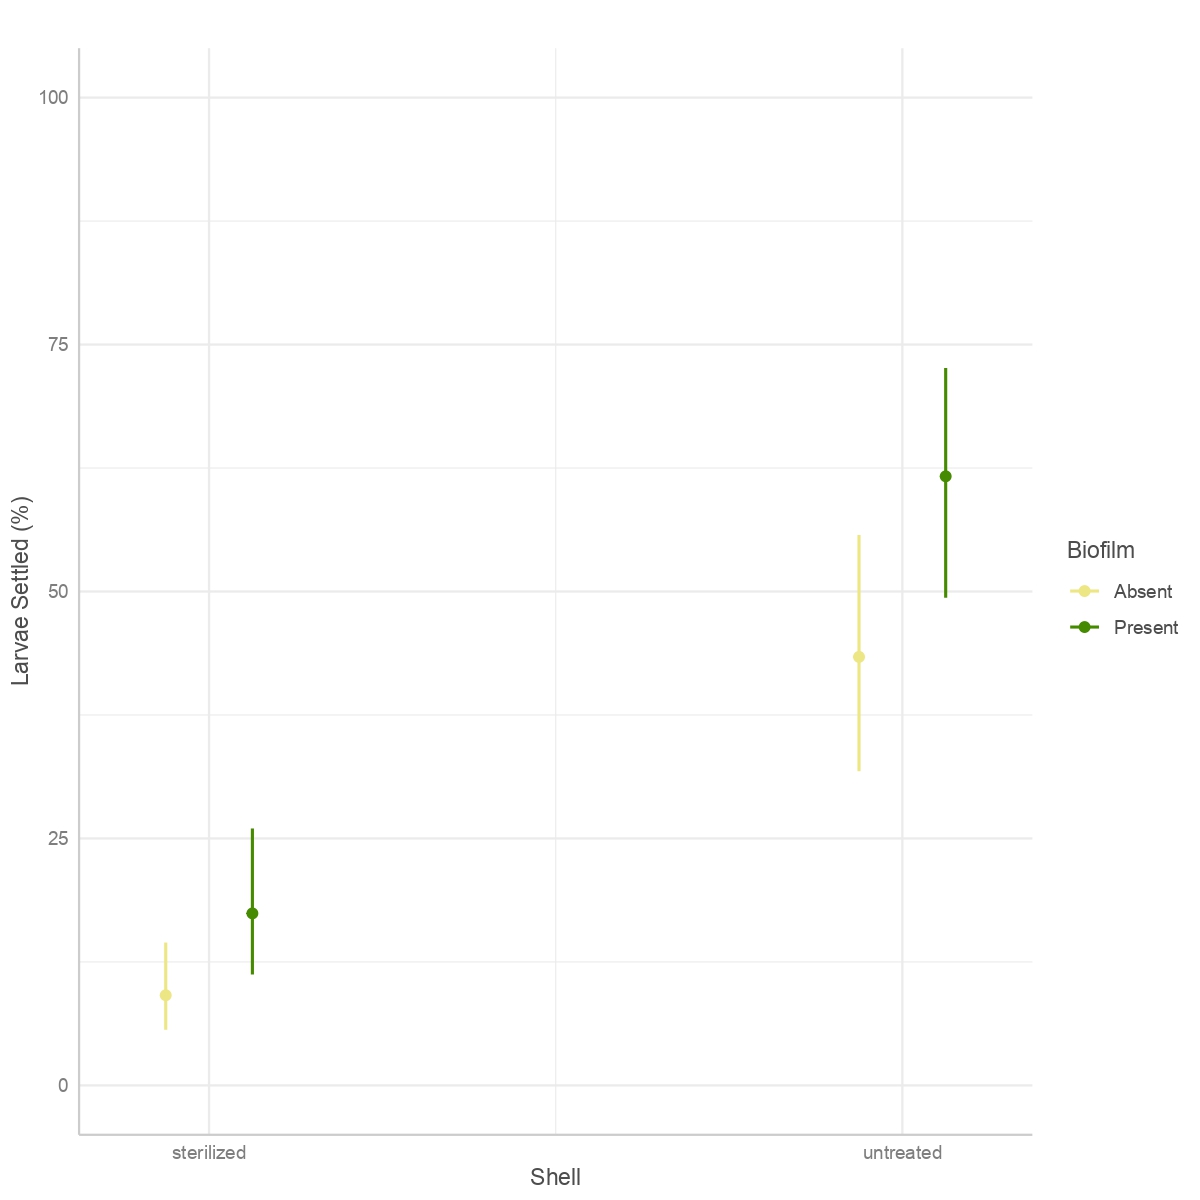 100
75
50
25
0
Larvae Settled (%)
sterilized
untreated
Shell
Biofilm
Absent
Present